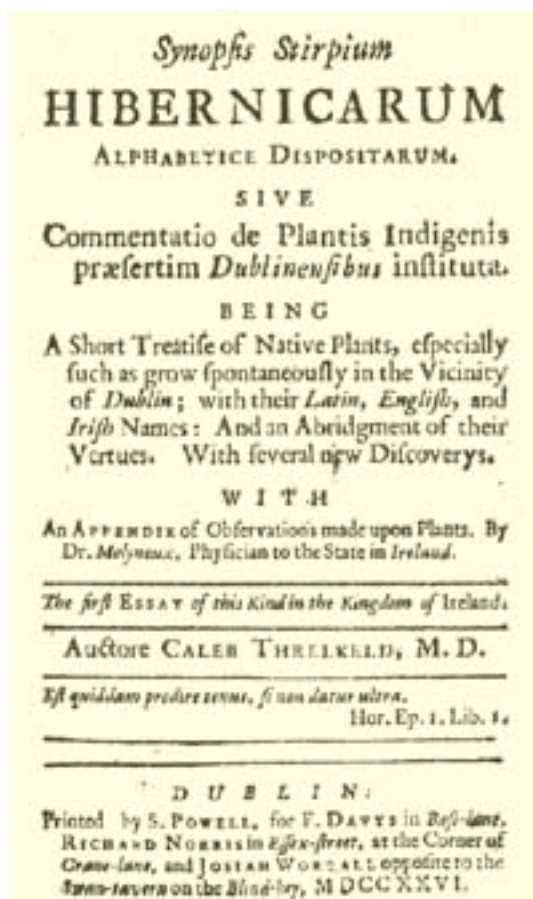 Synopſis Stirpium
HIBERNICARUM
ALPHABETICE DISPOSITARUM.
SIVE
Commentatio de Plantis Indigenis
præſertim Dublinenſibus inſtituta.
BEING
A Short Treatiſe of Native Plants, eſpecially
ſuch as grow ſpontaneouſly in the Vicinity
of Dublin; with their Latin, Engliſh, and
Iriſh Names: And an Abridgment of their
Vertues. With ſeveral new Diſcoverys.
WITH
An APPENDIX of Obſervations made upon Plants. By
Dr. Molyneux, Phyſician to the State in Ireland.
The firſt ESSAY of this Kind in the Kingdom of Ireland.
Auctore CALEB THRELKELD, M. D.
Eſt quiddam prodire tenus, ſi non datur ultra.
Hor. Ep. 1. Lib. 1.
DUBLIN:
Printed by S. POWELL, for F. DAVYS in
RICHARD NORRIS in Eſſex-ſtreet, at the Corner of
Crane-lane, and JOSIAH WORRALL oppoſite to the
Swan-tavern on the Blind-key, MDCCXXVI.